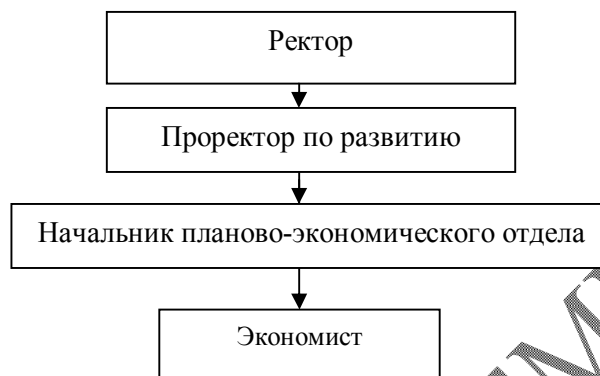 Ректор
Проректор по развитию
Начальник планово-экономического отдела
Экономист